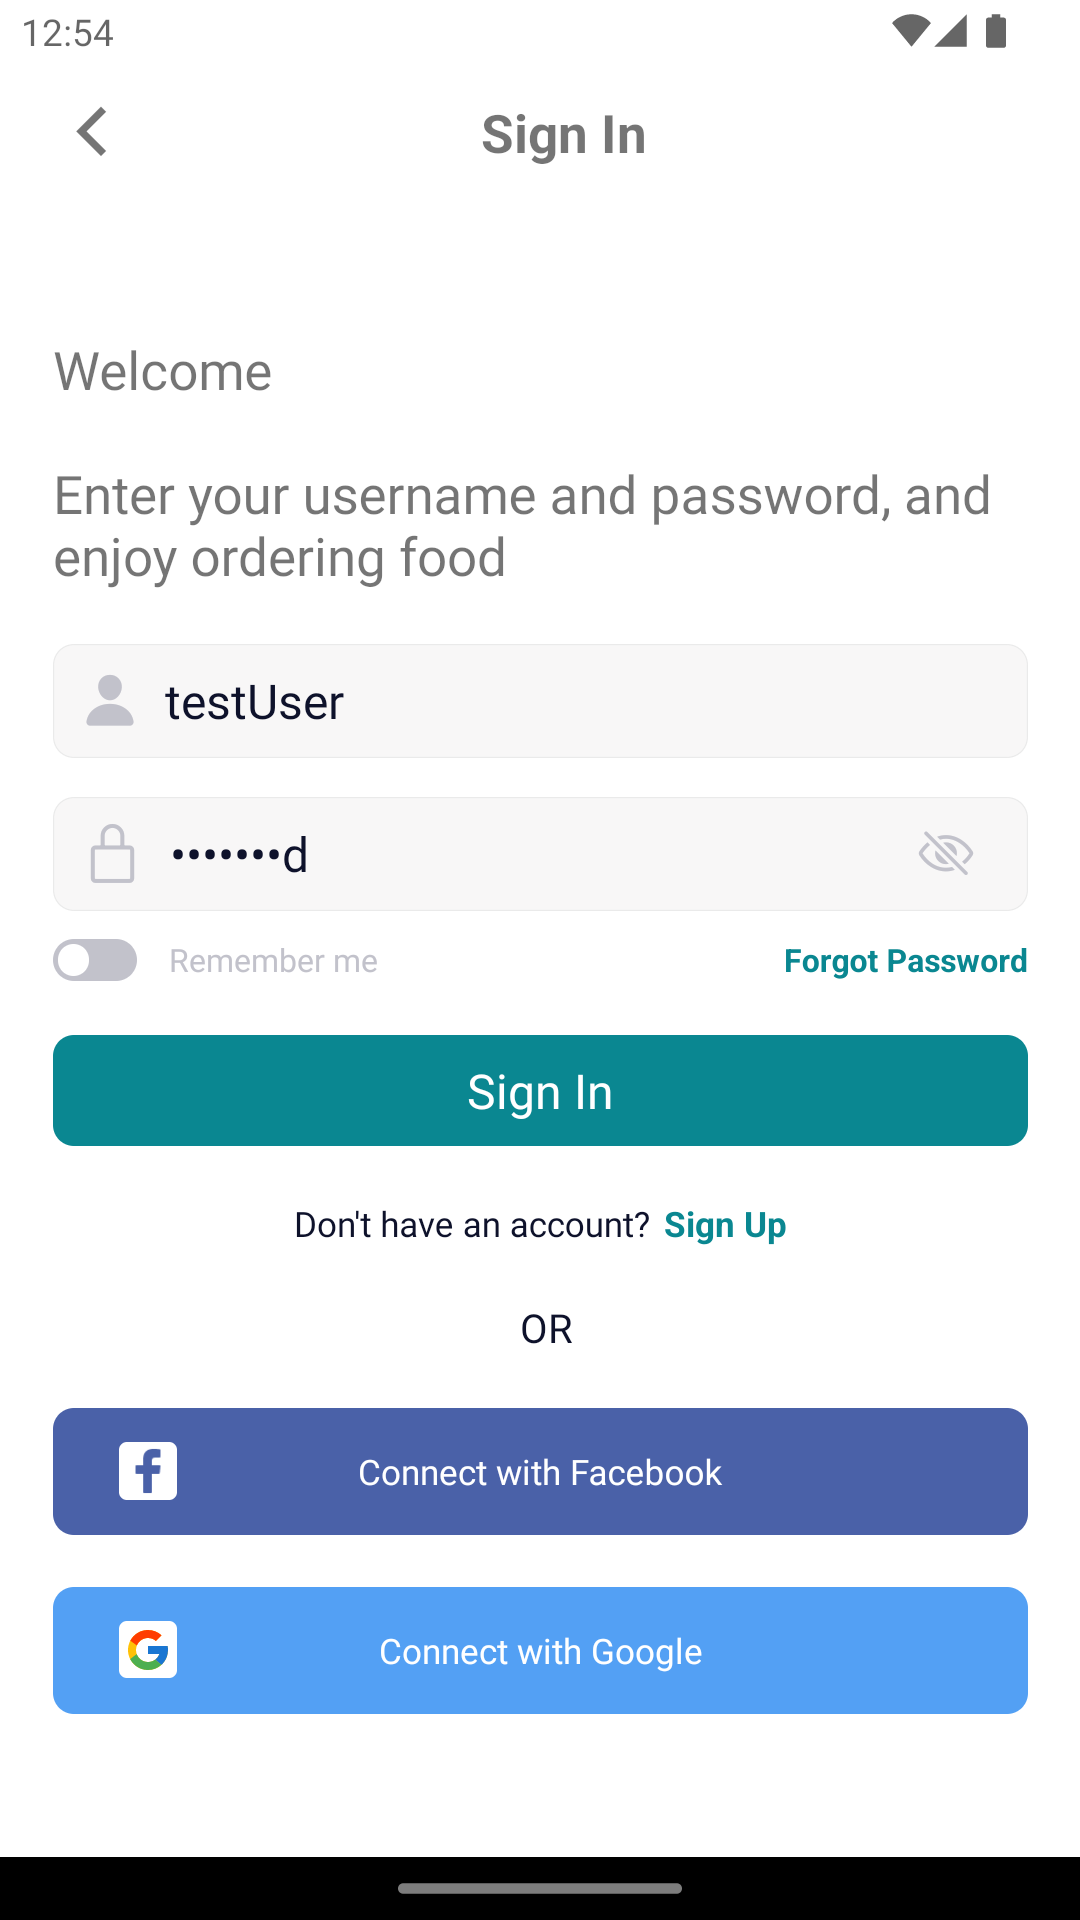 12:54
Sign In
Welcome
Enter your username and password, and
enjoy ordering food
testUser
•••••••d
Remember me
Forgot Password
Sign In
Don't have an account? Sign Up
OR
Connect with Facebook
Connect with Google